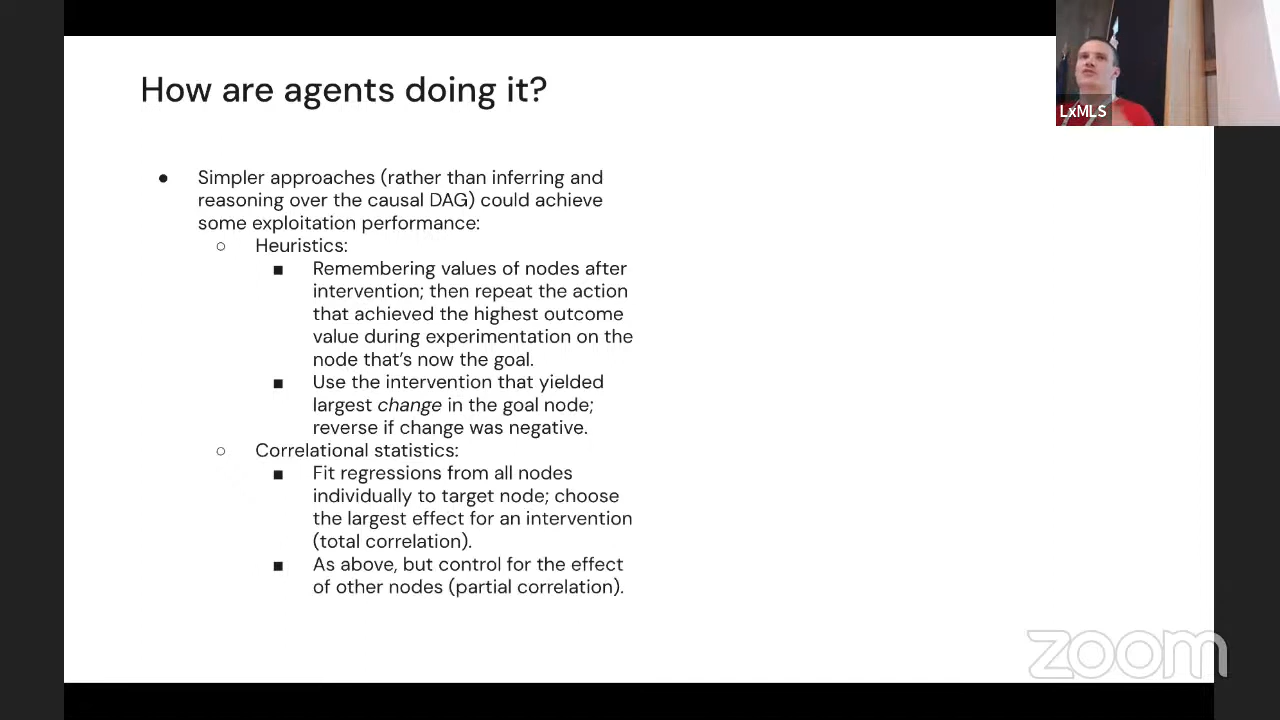 How are agents doing it?
LxMLS
● Simpler approaches (rather than inferring and
reasoning over the causal DAG) could achieve
some exploitation performance:
○ Heuristics:
■ Remembering values of nodes after
intervention; then repeat the action
that achieved the highest outcome
value during experimentation on the
node that's now the goal.
■ Use the intervention that yielded
largest change in the goal node;
reverse if change was negative.
○ Correlational statistics:
■ Fit regressions from all nodes
individually to target node; choose
the largest effect for an intervention
(total correlation).
■ As above, but control for the effect
of other nodes (partial correlation).
zoom